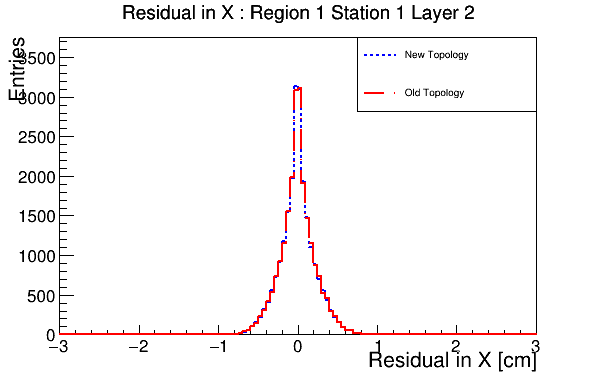 Residual in X : Region 1 Station 1 Layer 2
Entries
3500
3000
2500
2000
1500
1000
500
0
−3 −2 −1 0 1 2 3
Residual in X [cm]
New Topology
Old Topology